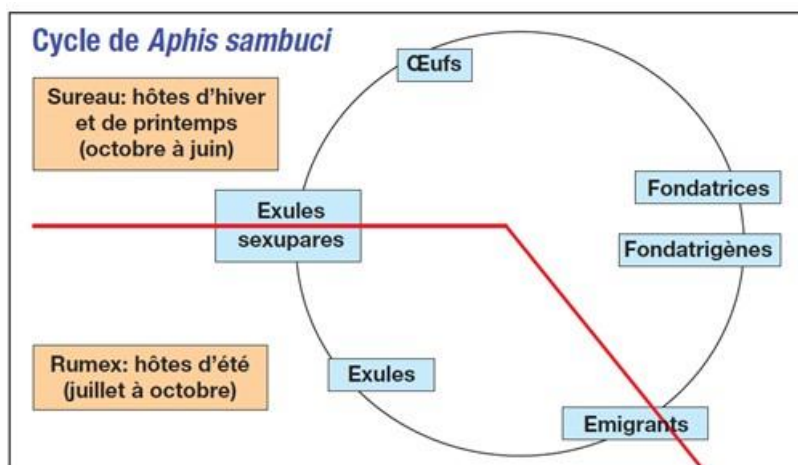 Cycle de Aphis sambuci
Sureau: hôtes d'hiver
et de printemps
(octobre à juin)
Œufs
Fondatrices
Fondatrigènes
Exules
sexupares
Rumex: hôtes d'été
(juillet à octobre)
Exules
Emigrants